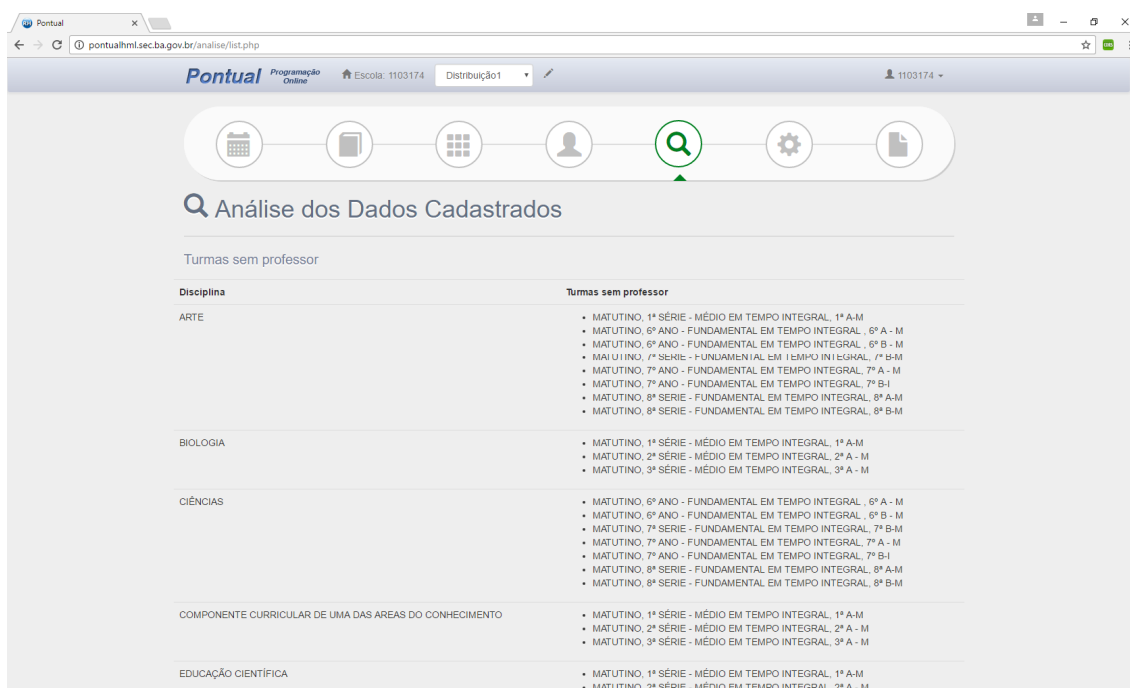 Pontual
pontualhml.sec.ba.gov.br/analise/list.php
Pontual Programação Online Escola: 1103174 Distribuição1 1103174
Análise dos Dados Cadastrados
Turmas sem professor
Disciplina Turmas sem professor
ARTE
MATUTINO, 1ª SÉRIE - MÉDIO EM TEMPO INTEGRAL, 1ª A-M
MATUTINO, 6º ANO - FUNDAMENTAL EM TEMPO INTEGRAL , 6º A - M
MATUTINO, 6º ANO - FUNDAMENTAL EM TEMPO INTEGRAL , 6º B - M
MATUTINO, 7ª SERIE - FUNDAMENTAL EM TEMPO INTEGRAL, 7ª B-M
MATUTINO, 7º ANO - FUNDAMENTAL EM TEMPO INTEGRAL, 7º A - M
MATUTINO, 7º ANO - FUNDAMENTAL EM TEMPO INTEGRAL, 7º B-I
MATUTINO, 8ª SERIE - FUNDAMENTAL EM TEMPO INTEGRAL, 8ª A-M
MATUTINO, 8ª SERIE - FUNDAMENTAL EM TEMPO INTEGRAL, 8ª B-M
BIOLOGIA
MATUTINO, 1ª SÉRIE - MÉDIO EM TEMPO INTEGRAL, 1ª A-M
MATUTINO, 2ª SÉRIE - MÉDIO EM TEMPO INTEGRAL, 2ª A - M
MATUTINO, 3ª SÉRIE - MÉDIO EM TEMPO INTEGRAL, 3ª A - M
CIÊNCIAS
MATUTINO, 6º ANO - FUNDAMENTAL EM TEMPO INTEGRAL , 6º A - M
MATUTINO, 6º ANO - FUNDAMENTAL EM TEMPO INTEGRAL , 6º B - M
MATUTINO, 7ª SERIE - FUNDAMENTAL EM TEMPO INTEGRAL, 7ª B-M
MATUTINO, 7º ANO - FUNDAMENTAL EM TEMPO INTEGRAL, 7º A - M
MATUTINO, 7º ANO - FUNDAMENTAL EM TEMPO INTEGRAL, 7º B-I
MATUTINO, 8ª SERIE - FUNDAMENTAL EM TEMPO INTEGRAL, 8ª A-M
MATUTINO, 8ª SERIE - FUNDAMENTAL EM TEMPO INTEGRAL, 8ª B-M
COMPONENTE CURRICULAR DE UMA DAS AREAS DO CONHECIMENTO
MATUTINO, 1ª SÉRIE - MÉDIO EM TEMPO INTEGRAL, 1ª A-M
MATUTINO, 2ª SÉRIE - MÉDIO EM TEMPO INTEGRAL, 2ª A - M
MATUTINO, 3ª SÉRIE - MÉDIO EM TEMPO INTEGRAL, 3ª A - M
EDUCAÇÃO CIENTÍFICA
MATUTINO, 1ª SÉRIE - MÉDIO EM TEMPO INTEGRAL, 1ª A-M
MATUTINO, 2ª SÉRIE - MÉDIO EM TEMPO INTEGRAL, 2ª A - M